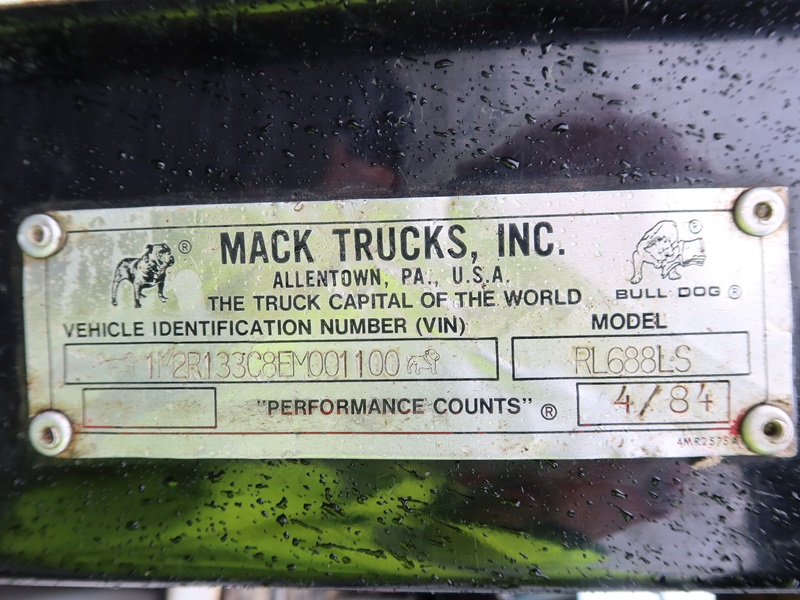 ® MACK TRUCKS, INC. ®
ALLENTOWN, PA., U.S.A.
THE TRUCK CAPITAL OF THE WORLD BULL DOG ®
VEHICLE IDENTIFICATION NUMBER (VIN) MODEL
1M2R133C8EM001100 RL688LS
"PERFORMANCE COUNTS" ® 4/84
4MR2575A